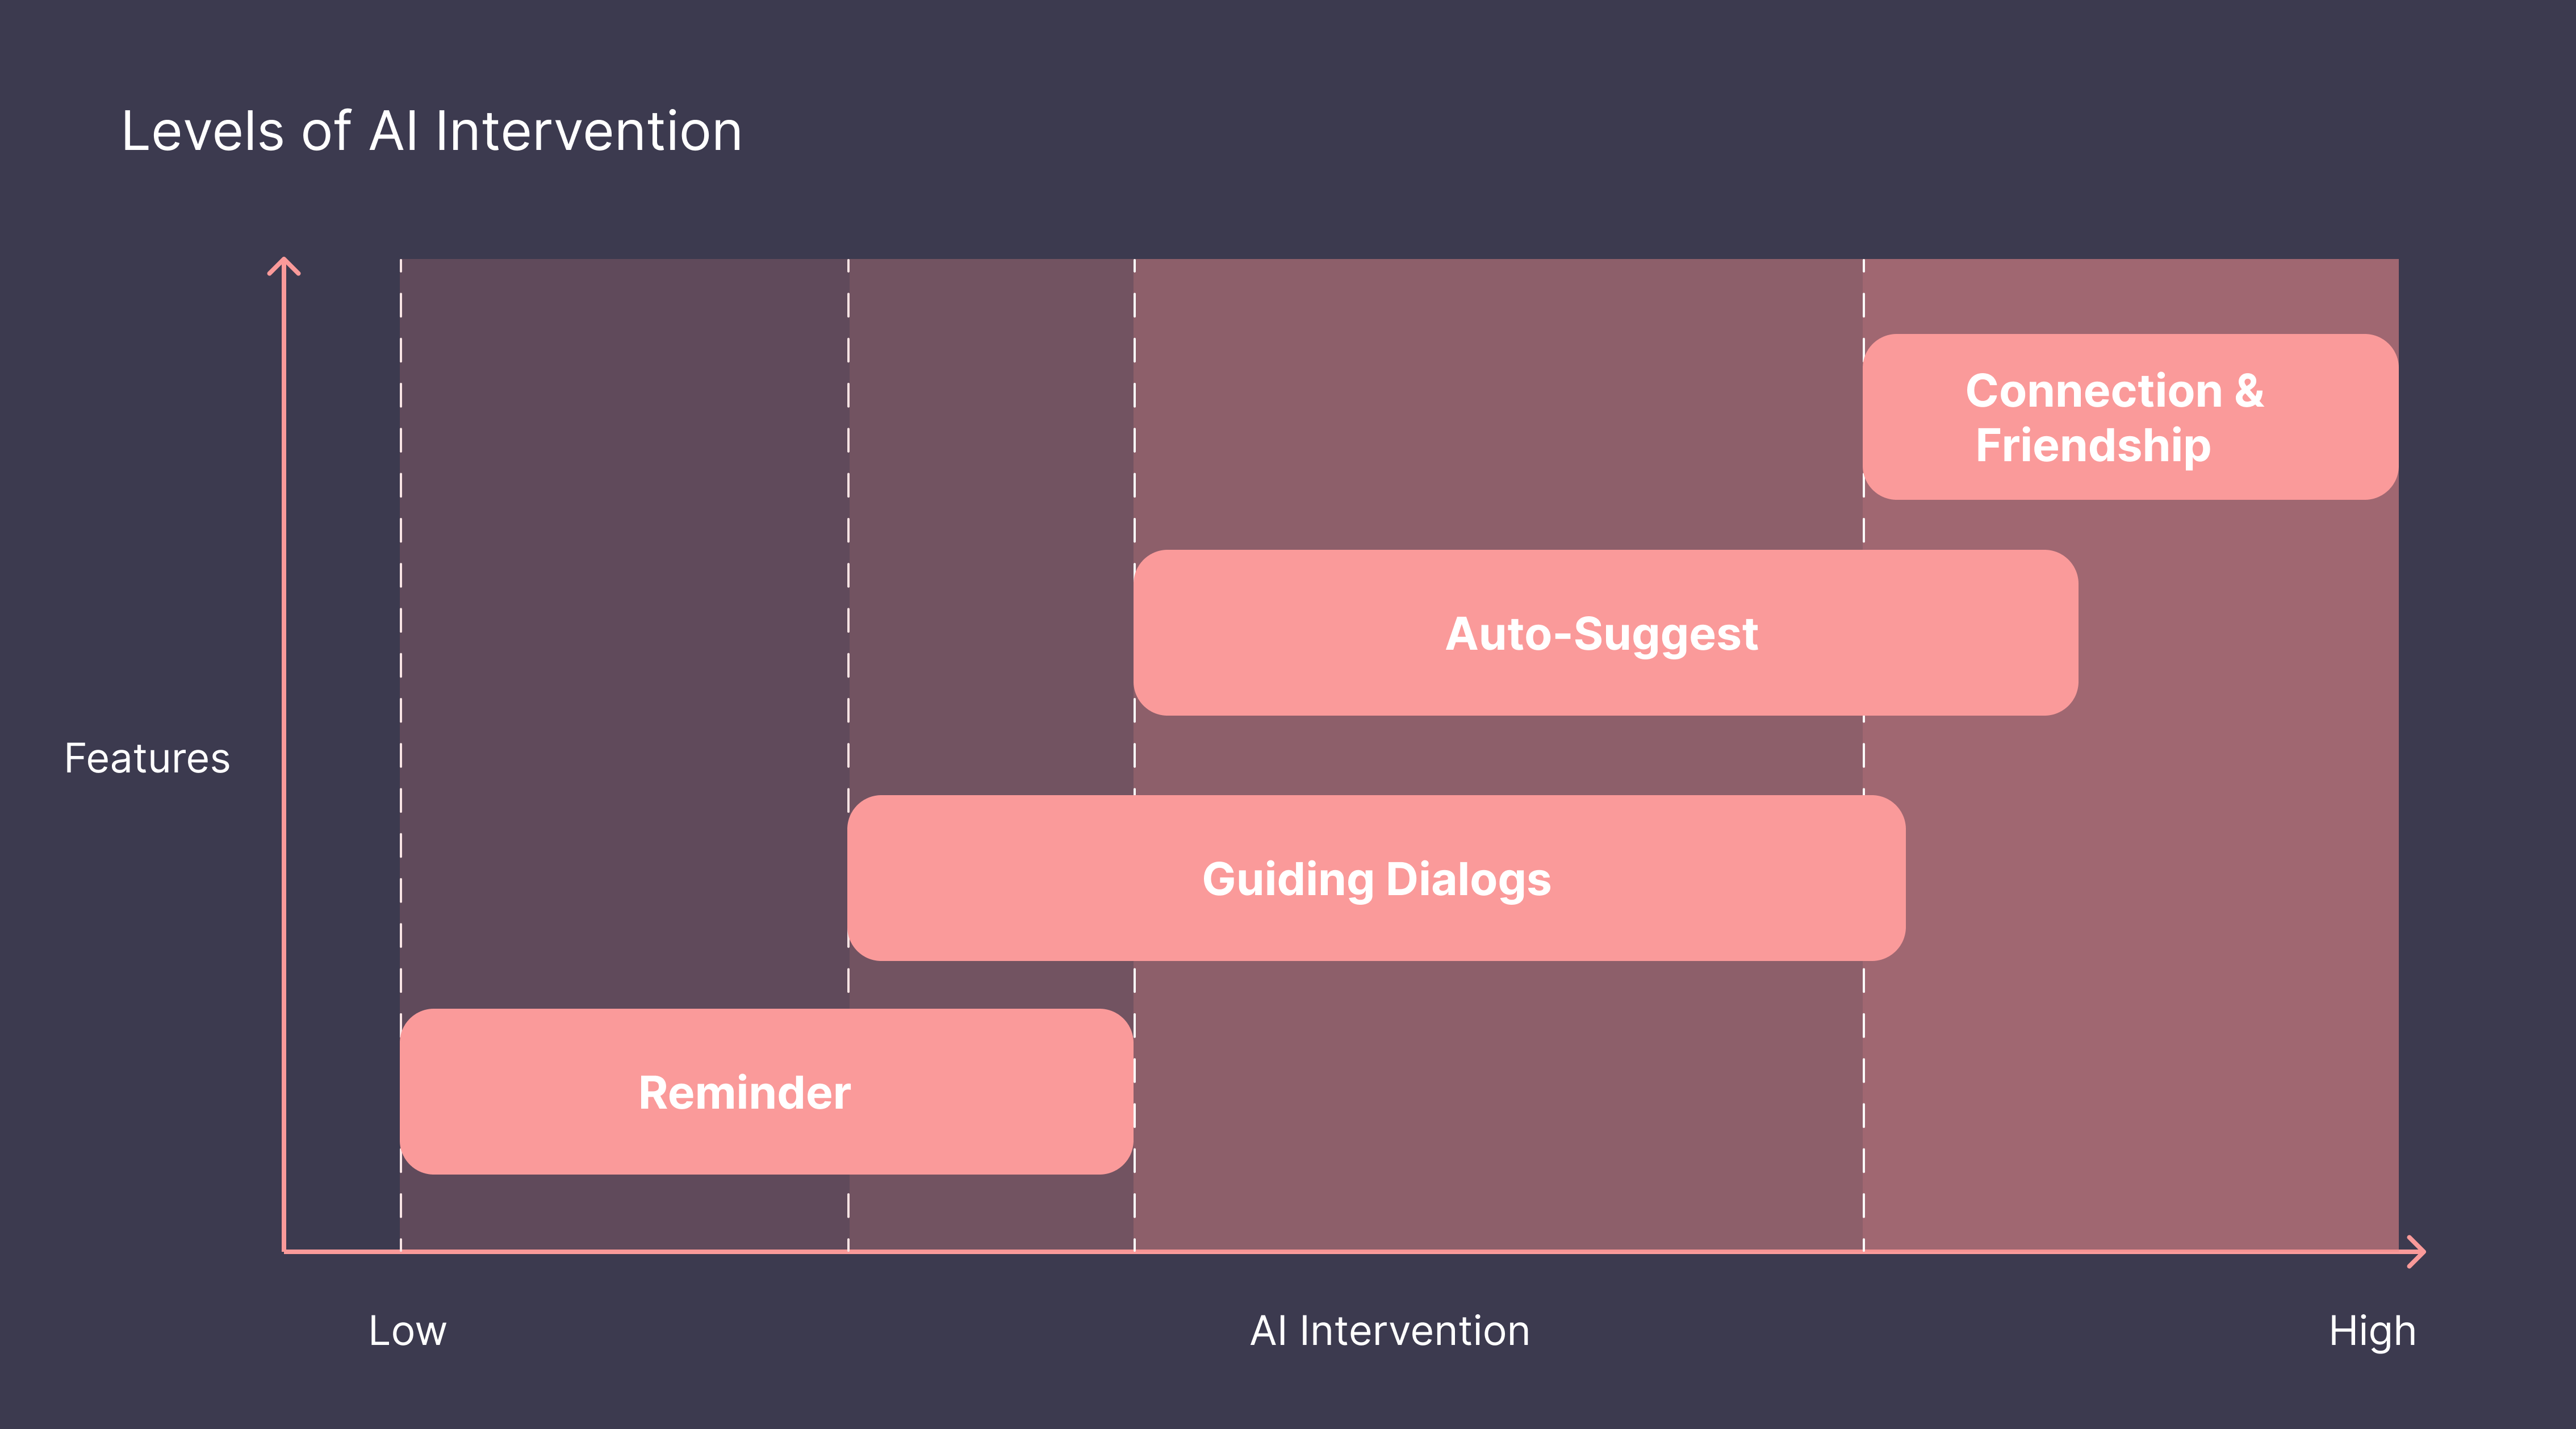 Levels of AI Intervention
Connection &
Friendship
Auto-Suggest
Features
Guiding Dialogs
Reminder
Low
AI Intervention
High